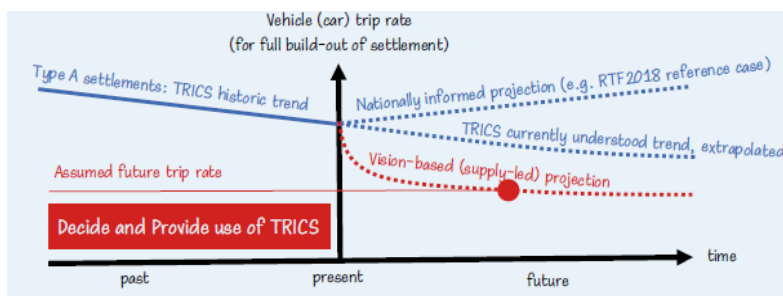 Vehicle (car) trip rate
(for full build-out of settlement)
Type A settlements: TRICS historic trend
Nationally informed projection (e.g. RTF2018 reference case)
TRICS currently understood trend, extrapolated
Vision-based (supply-led) projection
Assumed future trip rate
Decide and Provide use of TRICS
time
past
present
future